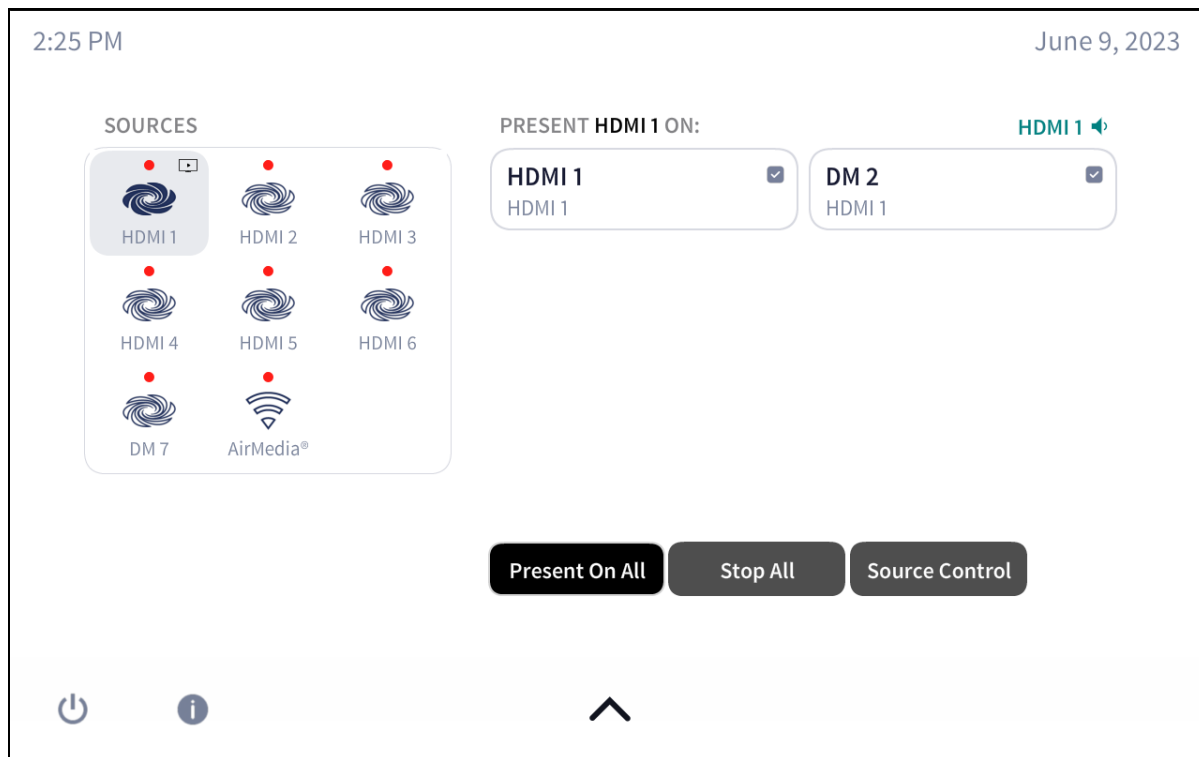 2:25 PM
June 9, 2023
SOURCES
PRESENT HDMI 1 ON:
HDMI 1
HDMI 1
DM 2
HDMI 1
HDMI 1
HDMI 2
HDMI 3
HDMI 4
HDMI 5
HDMI 6
DM 7
AirMedia®
Present On All
Stop All
Source Control